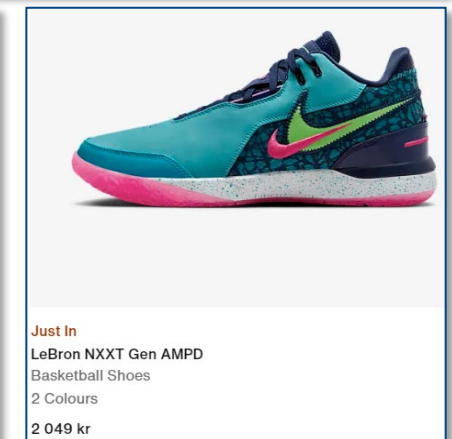 Just In
LeBron NXXT Gen AMPD
Basketball Shoes
2 Colours
2 049 kr